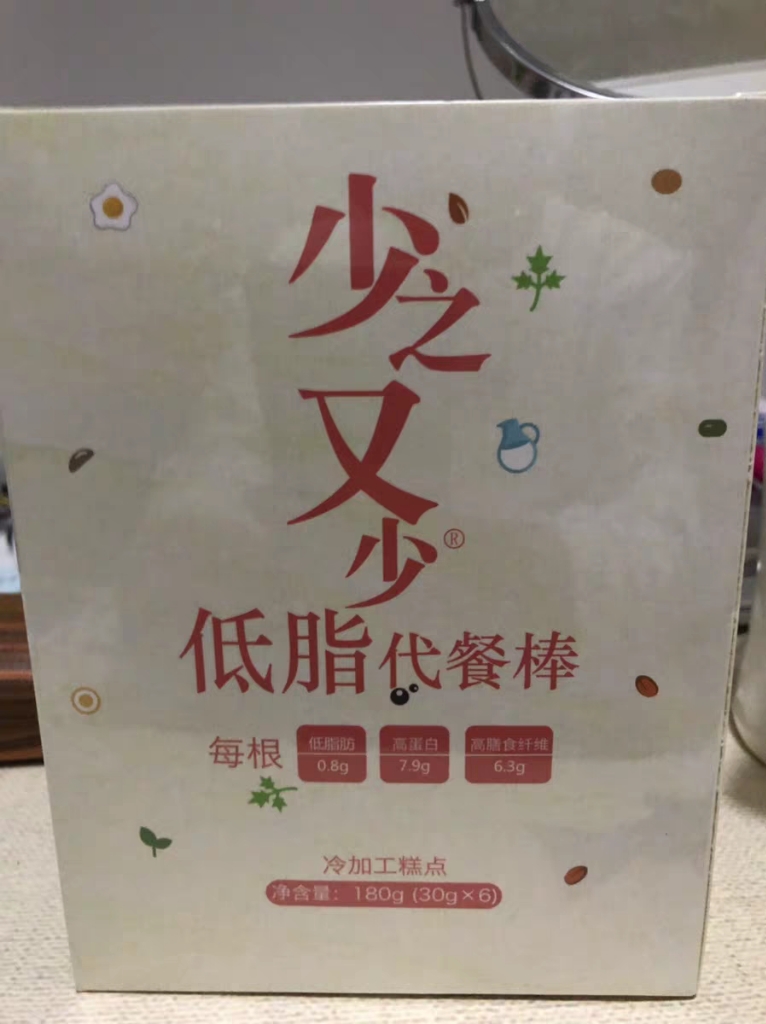 少之又少®
低脂代餐棒
每根
低脂肪 0.8g
高蛋白 7.9g
高膳食纤维 6.3g
冷加工糕点
净含量：180g (30g×6)